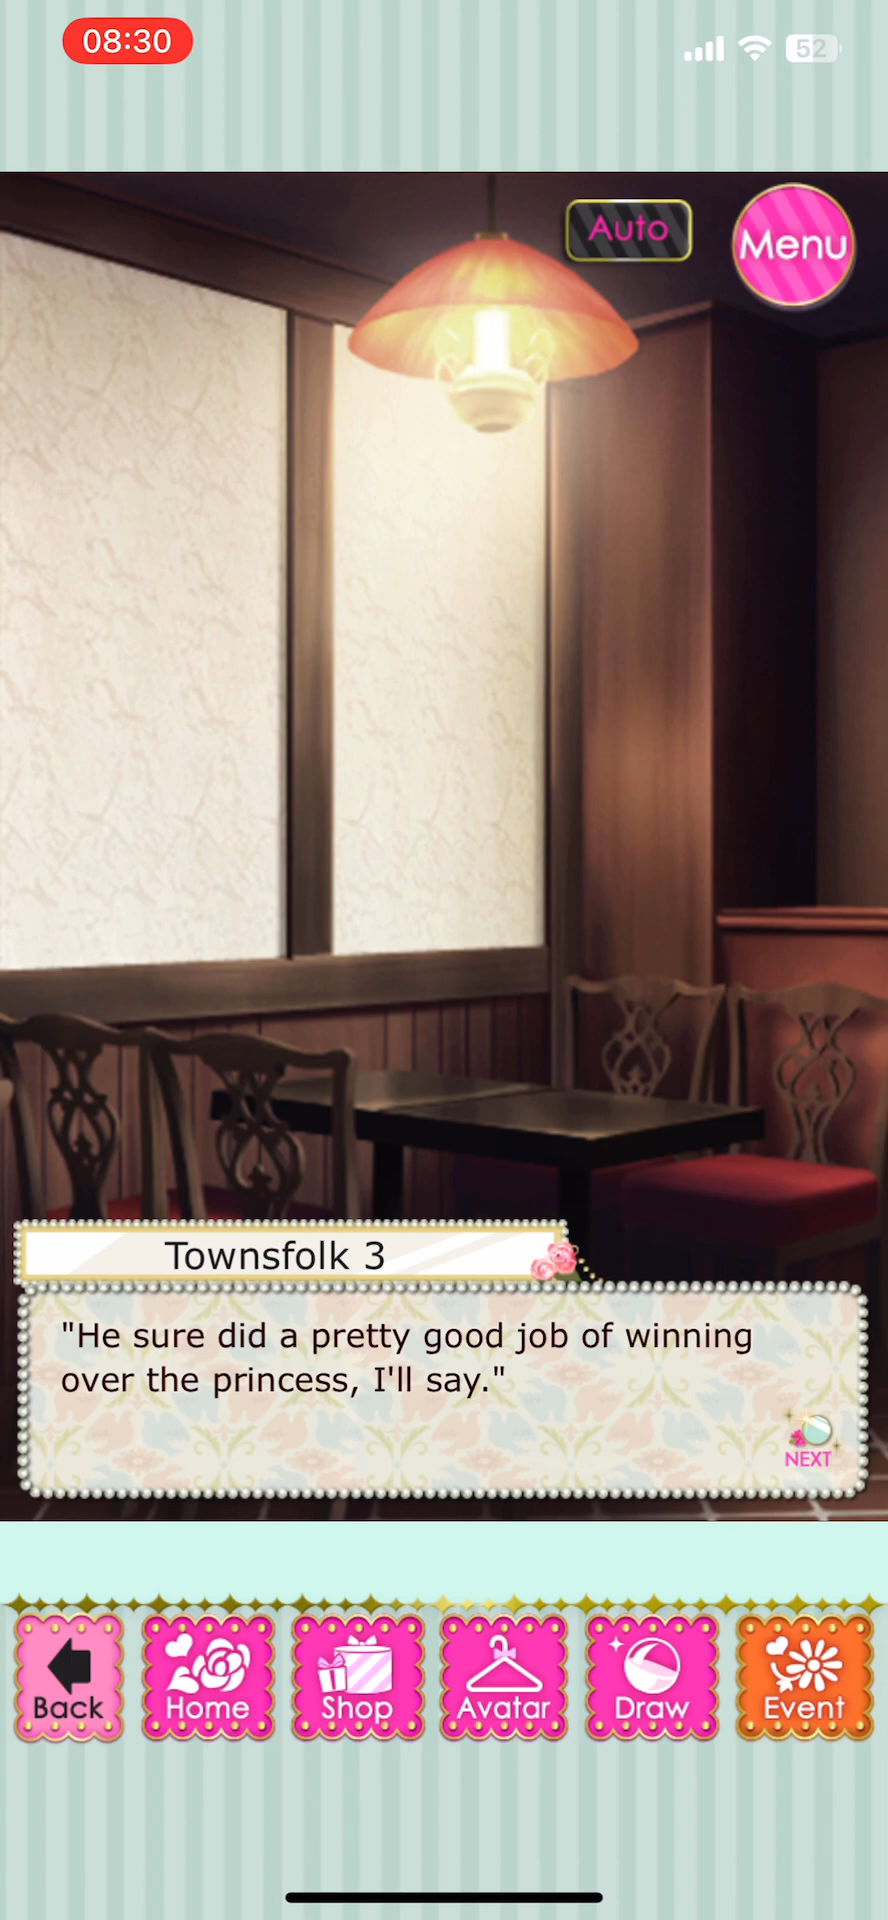 08:30
52
Auto
Menu
Townsfolk 3
"He sure did a pretty good job of winning
over the princess, I'll say."
NEXT
Back
Home
Shop
Avatar
Draw
Event